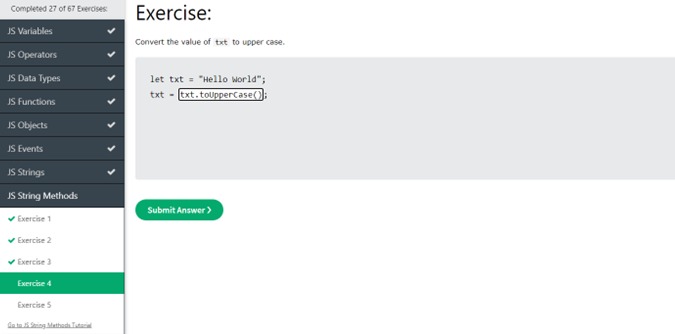 Completed 27 of 67 Exercises:
JS Variables
JS Operators
JS Data Types
JS Functions
JS Objects
JS Events
JS Strings
JS String Methods
Exercise 1
Exercise 2
Exercise 3
Exercise 4
Exercise 5
Go to JS String Methods Tutorial
Exercise:
Convert the value of txt to upper case.
let txt = "Hello World";
txt = txt.toUpperCase();
Submit Answer ❯